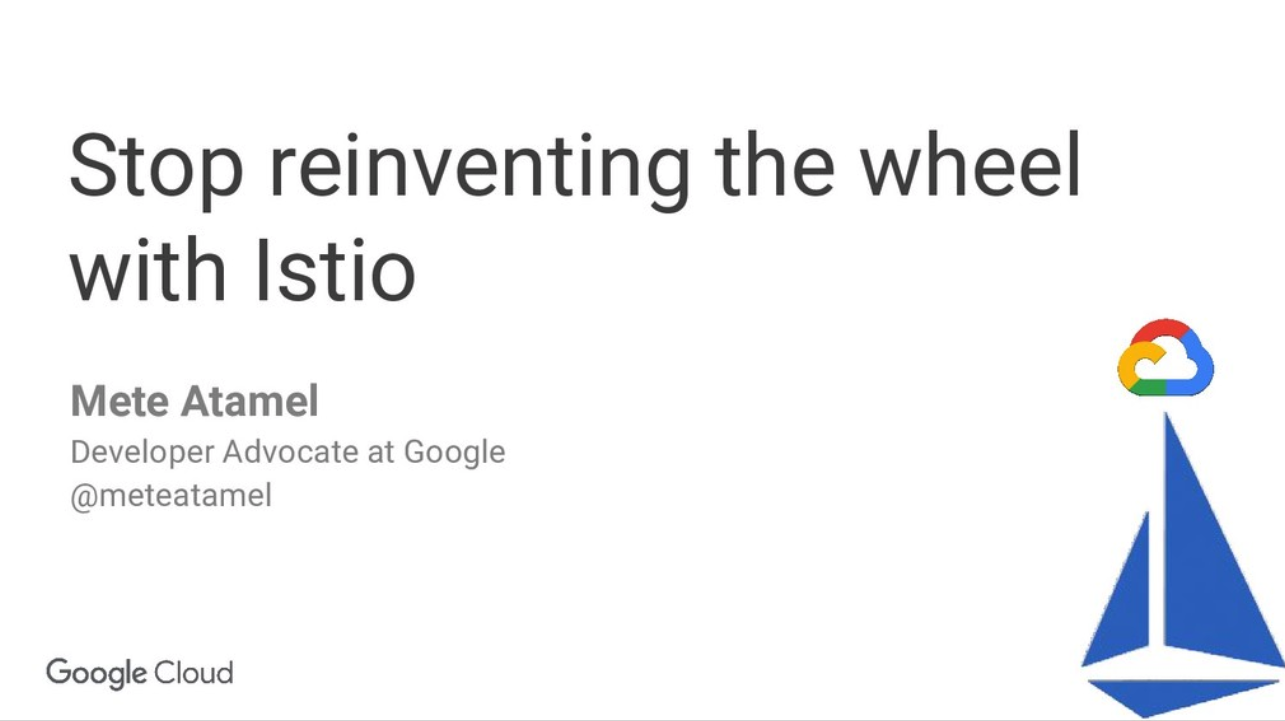 Stop reinventing the wheel
with Istio
Mete Atamel
Developer Advocate at Google
@meteatamel
Google Cloud